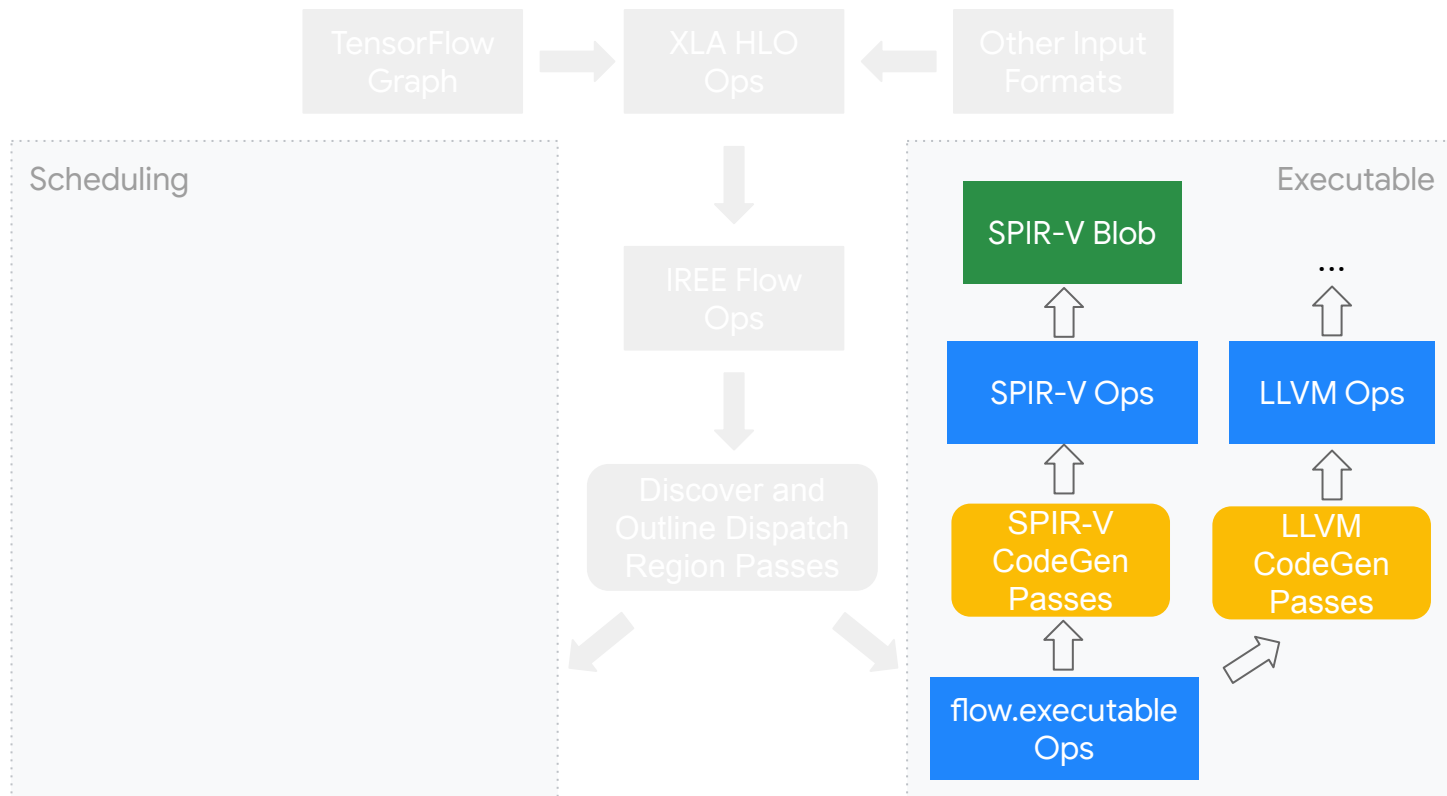 TensorFlow
Graph
XLA HLO
Ops
Other Input
Formats
Scheduling
IREE Flow
Ops
Discover and
Outline Dispatch
Region Passes
Executable
SPIR-V Blob
...
SPIR-V Ops
LLVM Ops
SPIR-V
CodeGen
Passes
LLVM
CodeGen
Passes
flow.executable
Ops